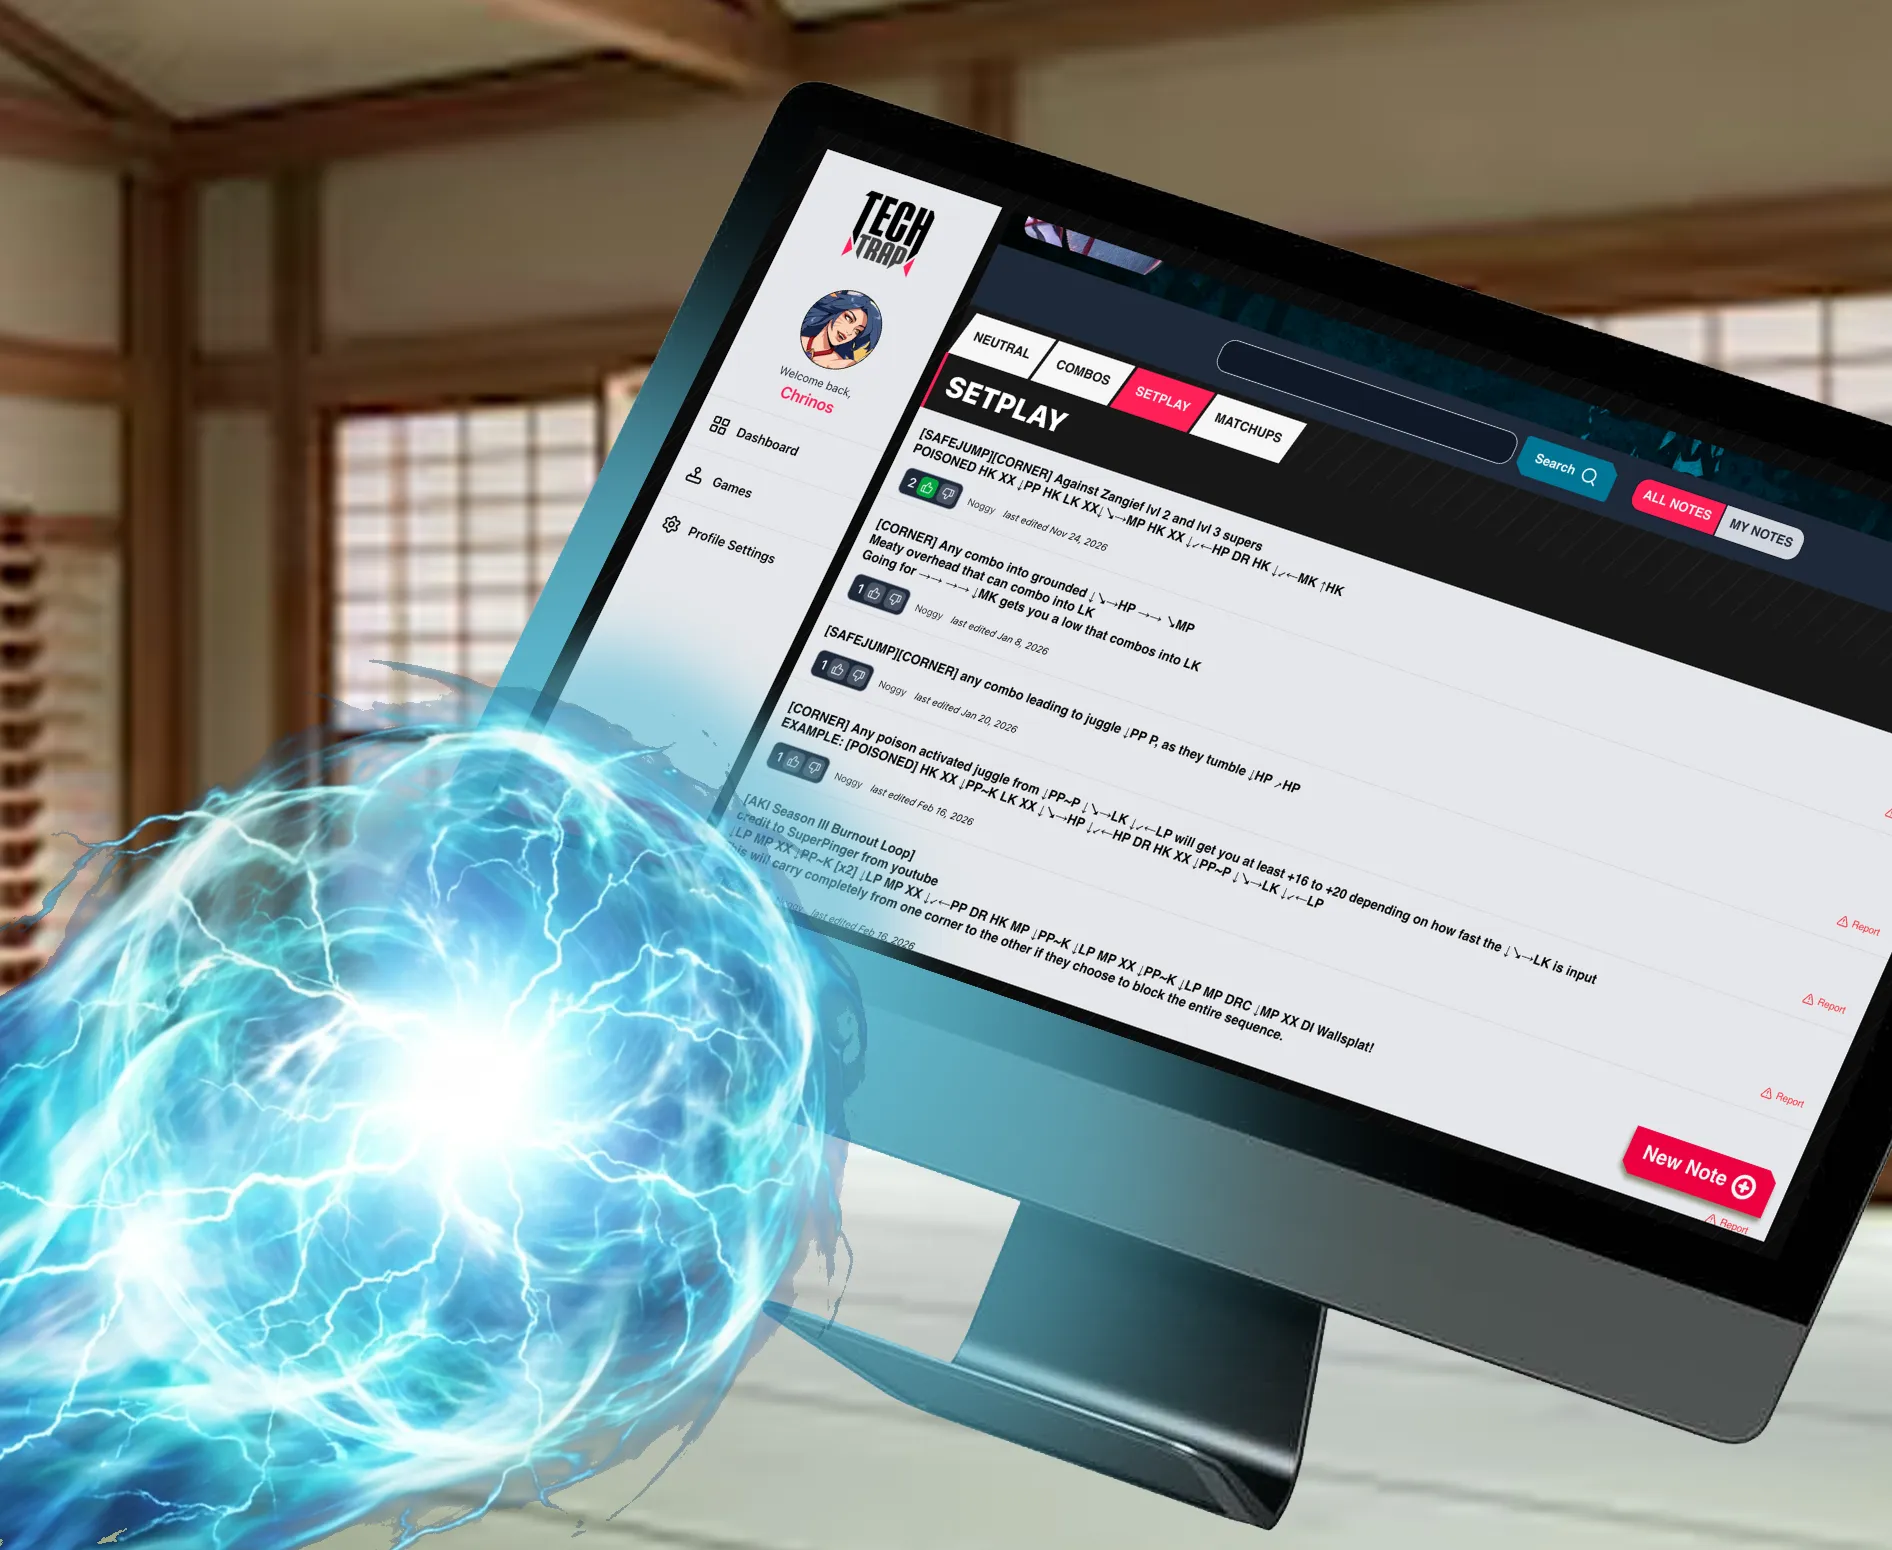 TECH
TRAP
Welcome back,
Chrinos
Dashboard
Games
Profile Settings
NEUTRAL
COMBOS
SETPLAY
MATCHUPS
Search
ALL NOTES
MY NOTES
SETPLAY
[SAFEJUMP][CORNER] Against Zangief lvl 2 and lvl 3 supers
POISONED HK XX ↓PP HK LK XX↓↘→MP HK XX ↓↙←HP DR HK ↓↙←MK ↑HK
2
Noggy last edited Nov 24, 2026
[CORNER] Any combo into grounded ↓↘→HP →→ ↘MP
Meaty overhead that can combo into LK
Going for →→ →→ ↓MK gets you a low that combos into LK
1
Noggy last edited Jan 8, 2026
[SAFEJUMP][CORNER] any combo leading to juggle ↓PP P, as they tumble ↓HP ↗HP
1
Noggy last edited Jan 20, 2026
[CORNER] Any poison activated juggle from ↓PP~P ↓↘→LK ↓↙←LP will get you at least +16 to +20 depending on how fast the ↓↘→LK is input
EXAMPLE: [POISONED] HK XX ↓PP~K LK XX ↓↘→HP ↓↙←HP DR HK XX ↓PP~P ↓↘→LK ↓↙←LP
1
Noggy last edited Feb 16, 2026
Report
[AKI Season III Burnout Loop]
credit to SuperPinger from youtube
↓LP MP XX ↓PP~K [x2] ↓LP MP XX ↓↙←PP DR HK MP ↓PP~K ↓LP MP XX ↓PP~K ↓LP MP DRC ↓MP XX DI Wallsplat!
This will carry completely from one corner to the other if they choose to block the entire sequence.
Noggy last edited Feb 16, 2026
Report
Report
New Note
Report